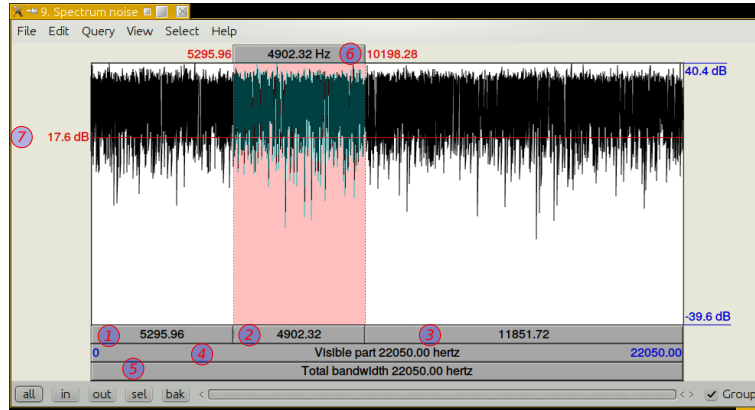 9. Spectrum noise
File Edit Query View Select Help
5295.96 4902.32 Hz 6 10198.28
40.4 dB
7 17.6 dB
-39.6 dB
1 5295.96 2 4902.32 3 11851.72
0 4 Visible part 22050.00 hertz 22050.00
5 Total bandwidth 22050.00 hertz
all in out sel bak Grou